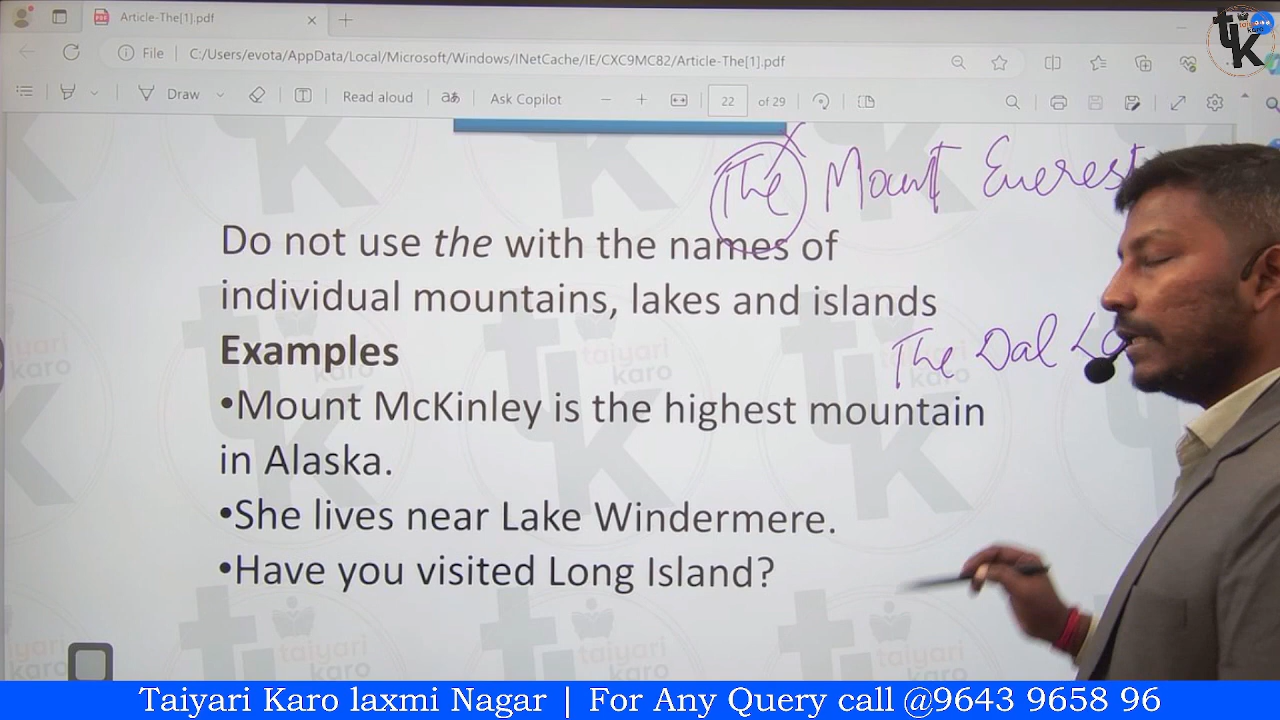 Article-The[1].pdf
File C:/Users/evota/AppData/Local/Microsoft/Windows/INetCache/IE/CXC9MC82/Article-The[1].pdf
Draw Read aloud Ask Copilot 22 of 29
The Mount Everest
Do not use the with the names of
individual mountains, lakes and islands
The Dal
Examples
•Mount McKinley is the highest mountain
in Alaska.
•She lives near Lake Windermere.
•Have you visited Long Island?
taiyari
karo
Taiyari Karo laxmi Nagar | For Any Query call @9643 9658 96